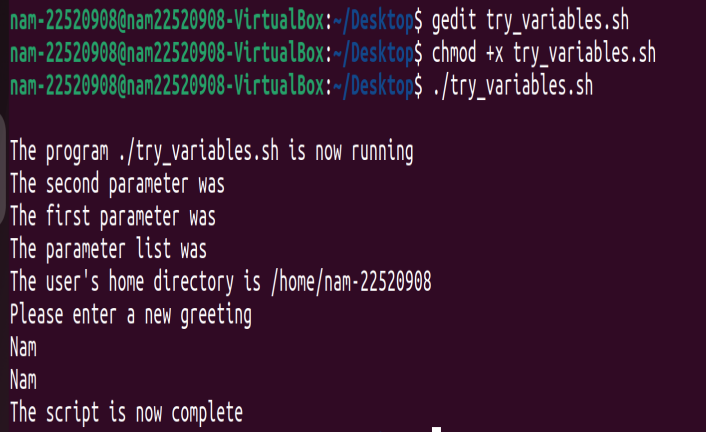 nam-22520908@nam22520908-VirtualBox:~/Desktop$ gedit try_variables.sh
nam-22520908@nam22520908-VirtualBox:~/Desktop$ chmod +x try_variables.sh
nam-22520908@nam22520908-VirtualBox:~/Desktop$ ./try_variables.sh
The program ./try_variables.sh is now running
The second parameter was
The first parameter was
The parameter list was
The user's home directory is /home/nam-22520908
Please enter a new greeting
Nam
Nam
The script is now complete